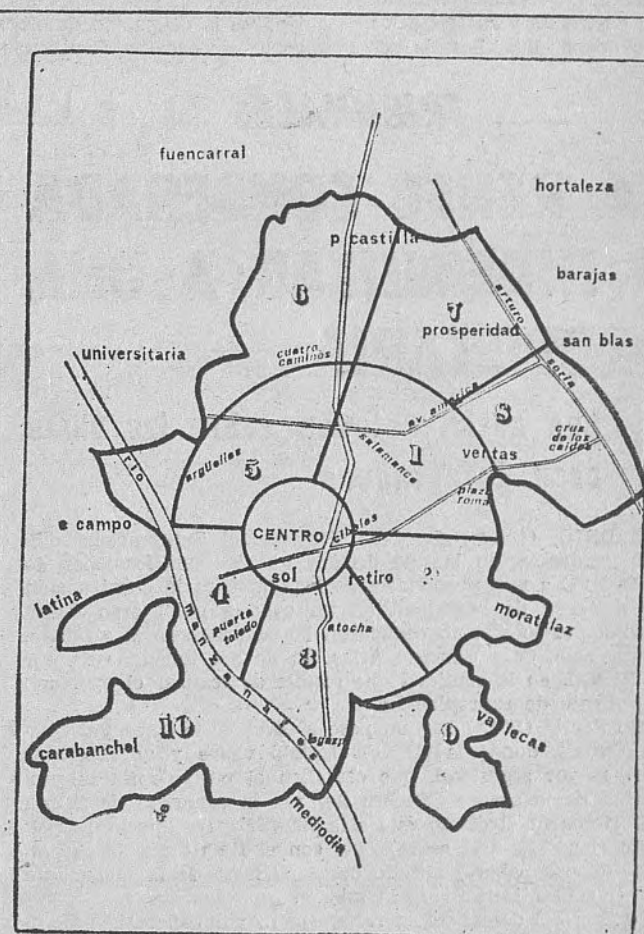 fuencarral
hortaleza
p castilla
barajas
6
7
arturo
soria
prosperidad
san blas
universitaria
cuatro caminos
av. america
8
cruz de los caidos
salamanca
1
ventas
argüelles
5
plaza roma
rio
e campo
CENTRO
cibeles
sol
retiro
latina
4
puerta toledo
atocha
3
moratalaz
manzanares
vallecas
carabanchel
10
legazpi
9
mediodia